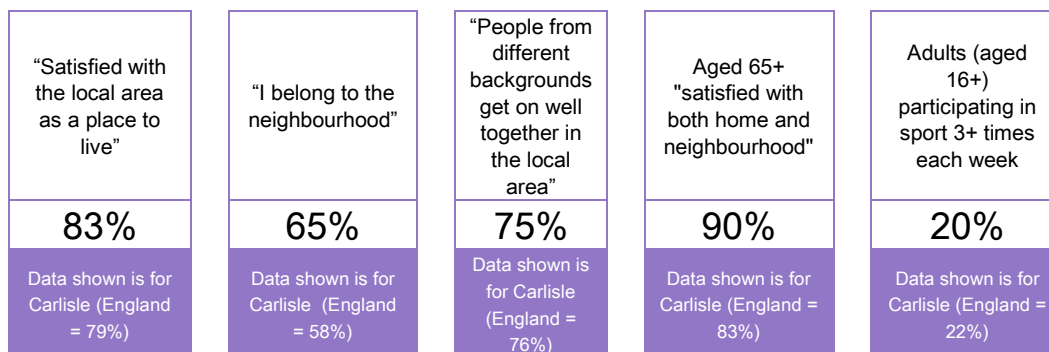 “Satisfied with
the local area
as a place to
live”
83%
Data shown is for
Carlisle (England
= 79%)
“I belong to the
neighbourhood”
65%
Data shown is for
Carlisle (England
= 58%)
“People from
different
backgrounds
get on well
together in
the local
area”
75%
Data shown is
for Carlisle
(England =
76%)
Aged 65+
"satisfied with
both home and
neighbourhood"
90%
Data shown is for
Carlisle (England =
83%)
Adults (aged
16+)
participating in
sport 3+ times
each week
20%
Data shown is for
Carlisle (England =
22%)